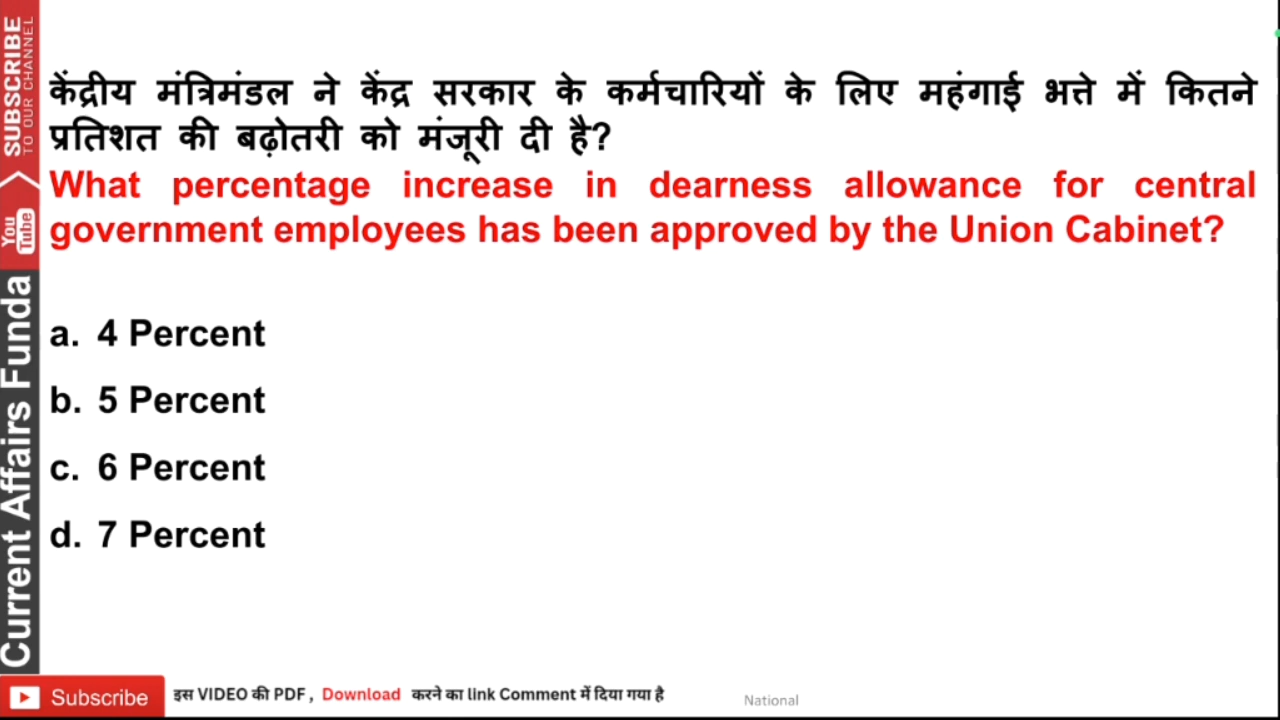 केंद्रीय मंत्रिमंडल ने केंद्र सरकार के कर्मचारियों के लिए महंगाई भत्ते में कितने
प्रतिशत की बढ़ोतरी को मंजूरी दी है?
What percentage increase in dearness allowance for central
government employees has been approved by the Union Cabinet?
a. 4 Percent
b. 5 Percent
c. 6 Percent
d. 7 Percent
SUBSCRIBE
TO OUR CHANNEL
You
Tube
Current Affairs Funda
Subscribe
इस VIDEO की PDF , Download करने का link Comment में दिया गया है
National